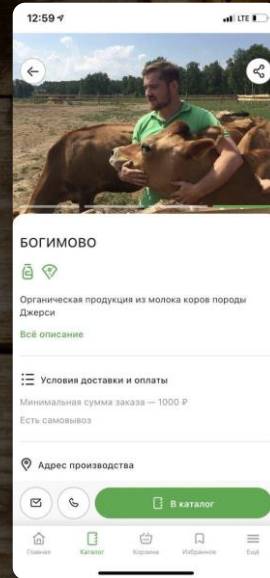 12:59
LTE
БОГИМОВО
Органическая продукция из молока коров породы
Джерси
Всё описание
Условия доставки и оплаты
Минимальная сумма заказа — 1000 ₽
Есть самовывоз
Адрес производства
В каталог
Главная
Каталог
Корзина
Избранное
Ещё